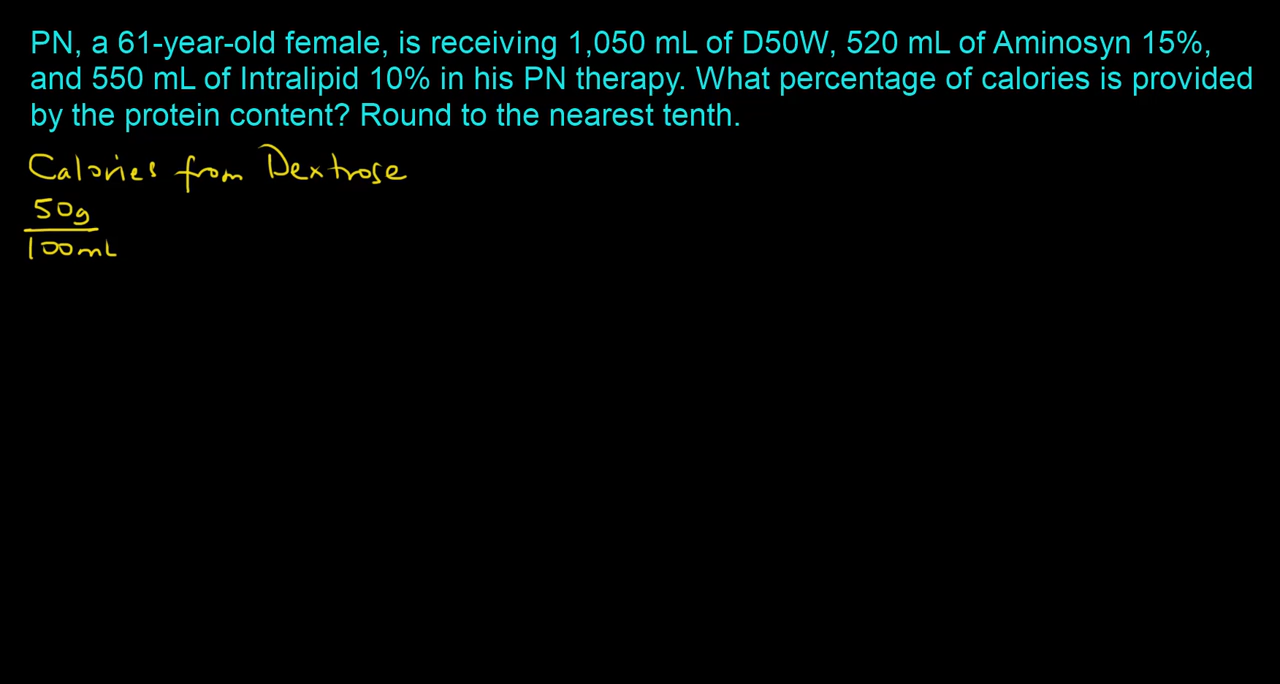 PN, a 61-year-old female, is receiving 1,050 mL of D50W, 520 mL of Aminosyn 15%,
and 550 mL of Intralipid 10% in his PN therapy. What percentage of calories is provided
by the protein content? Round to the nearest tenth.
Calories from Dextrose
50g
100mL